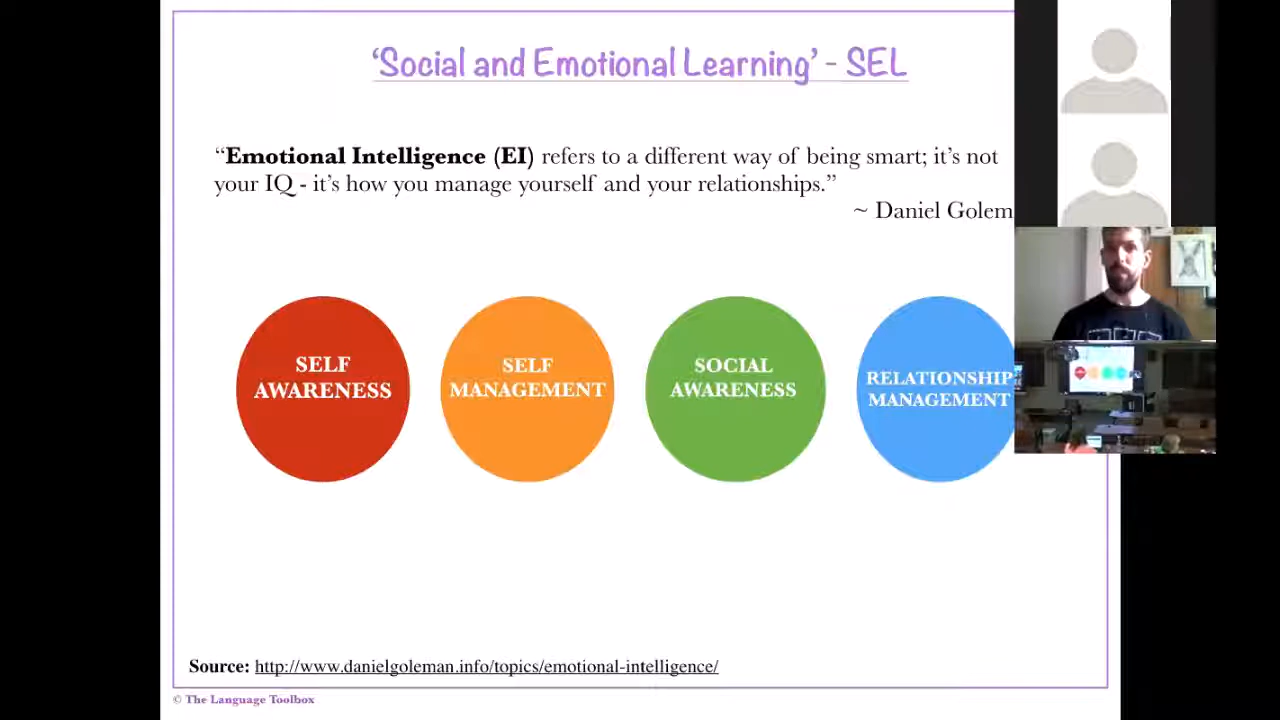 ‘Social and Emotional Learning’ - SEL
“Emotional Intelligence (EI) refers to a different way of being smart; it’s not
your IQ - it’s how you manage yourself and your relationships.”
~ Daniel Golem
SELF
AWARENESS
SELF
MANAGEMENT
SOCIAL
AWARENESS
RELATIONSHIP
MANAGEMENT
Source: http://www.danielgoleman.info/topics/emotional-intelligence/
© The Language Toolbox